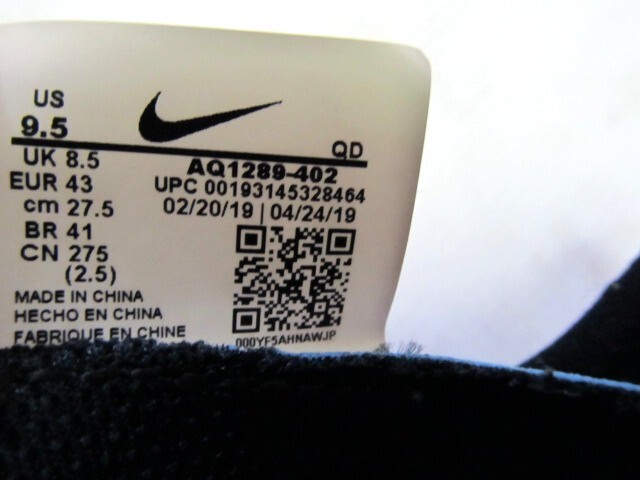 US
9.5
QD
UK 8.5
AQ1289-402
EUR 43
UPC 00193145328464
cm 27.5
02/20/19 | 04/24/19
BR 41
CN 275
(2.5)
MADE IN CHINA
HECHO EN CHINA
FABRIQUE EN CHINE
000YF5AHNAWJP